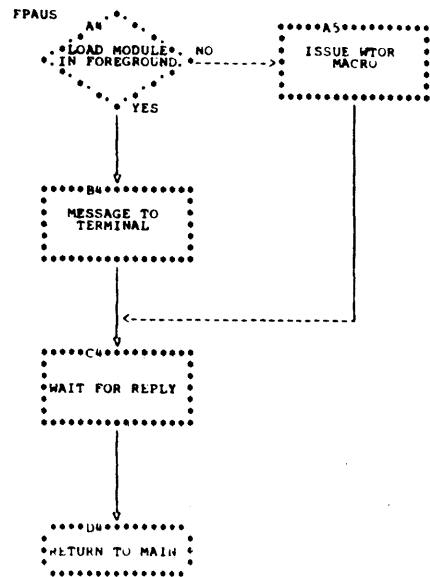 FPAUS
A4
LOAD MODULE
IN FOREGROUND.
NO
YES
A5
ISSUE WTOR
MACRO
B4
MESSAGE TO
TERMINAL
C4
WAIT FOR REPLY
D4
RETURN TO MAIN